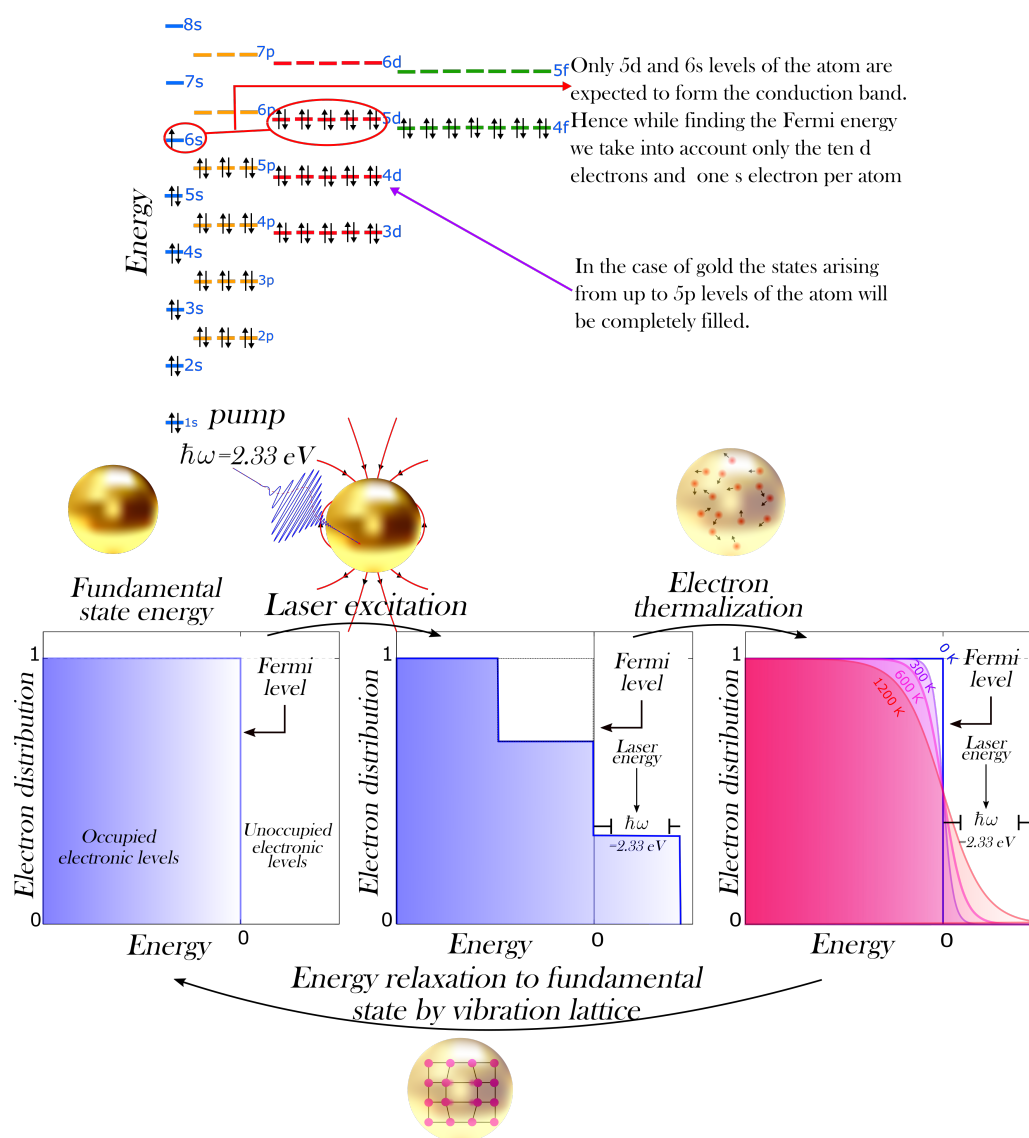 8s
7p
6d
5f
7s
6p
5d
4f
6s
5p
4d
5s
4p
3d
4s
3p
3s
2p
2s
1s
Energy
Only 5d and 6s levels of the atom are
expected to form the conduction band.
Hence while finding the Fermi energy
we take into account only the ten d
electrons and one s electron per atom
In the case of gold the states arising
from up to 5p levels of the atom will
be completely filled.
pump
ℏω=2.33 eV
Fundamental
state energy
Laser excitation
Electron
thermalization
1
0
Electron distribution
Fermi
level
Occupied
electronic levels
Unoccupied
electronic levels
Energy
0
1
0
Electron distribution
Fermi
level
Laser
energy
ℏω
=2.33 eV
Energy
0
1
0
Electron distribution
0 K
300 K
600 K
1200 K
Fermi
level
Laser
energy
ℏω
=2.33 eV
Energy
0
Energy relaxation to fundamental
state by vibration lattice